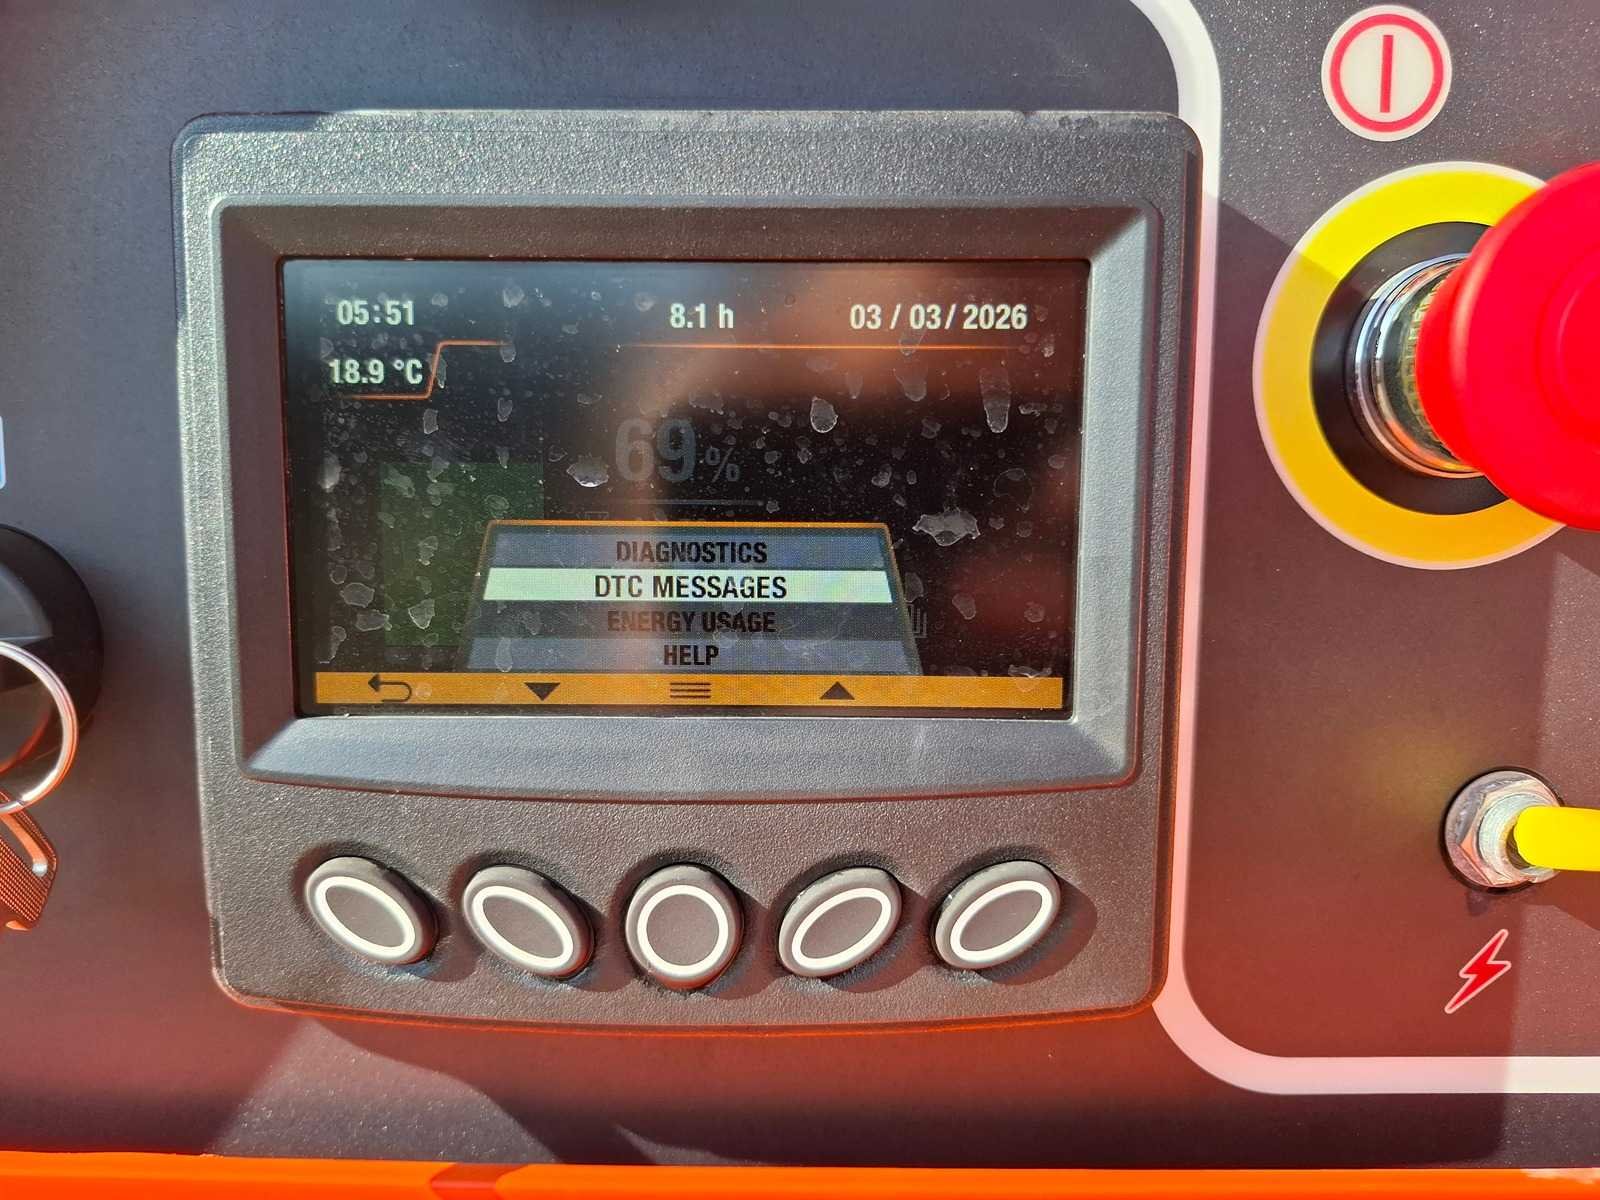 05:51 8.1 h 03 / 03 / 2026
18.9 °C
69%
DIAGNOSTICS
DTC MESSAGES
ENERGY USAGE
HELP